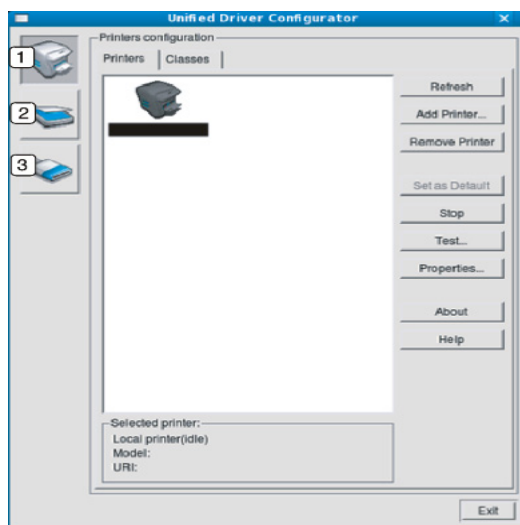 Unified Driver Configurator
Printers configuration
Printers
Classes
1
2
3
Refresh
Add Printer...
Remove Printer
Set as Default
Stop
Test...
Properties...
About
Help
Selected printer:
Local printer(idle)
Model:
URI:
Exit